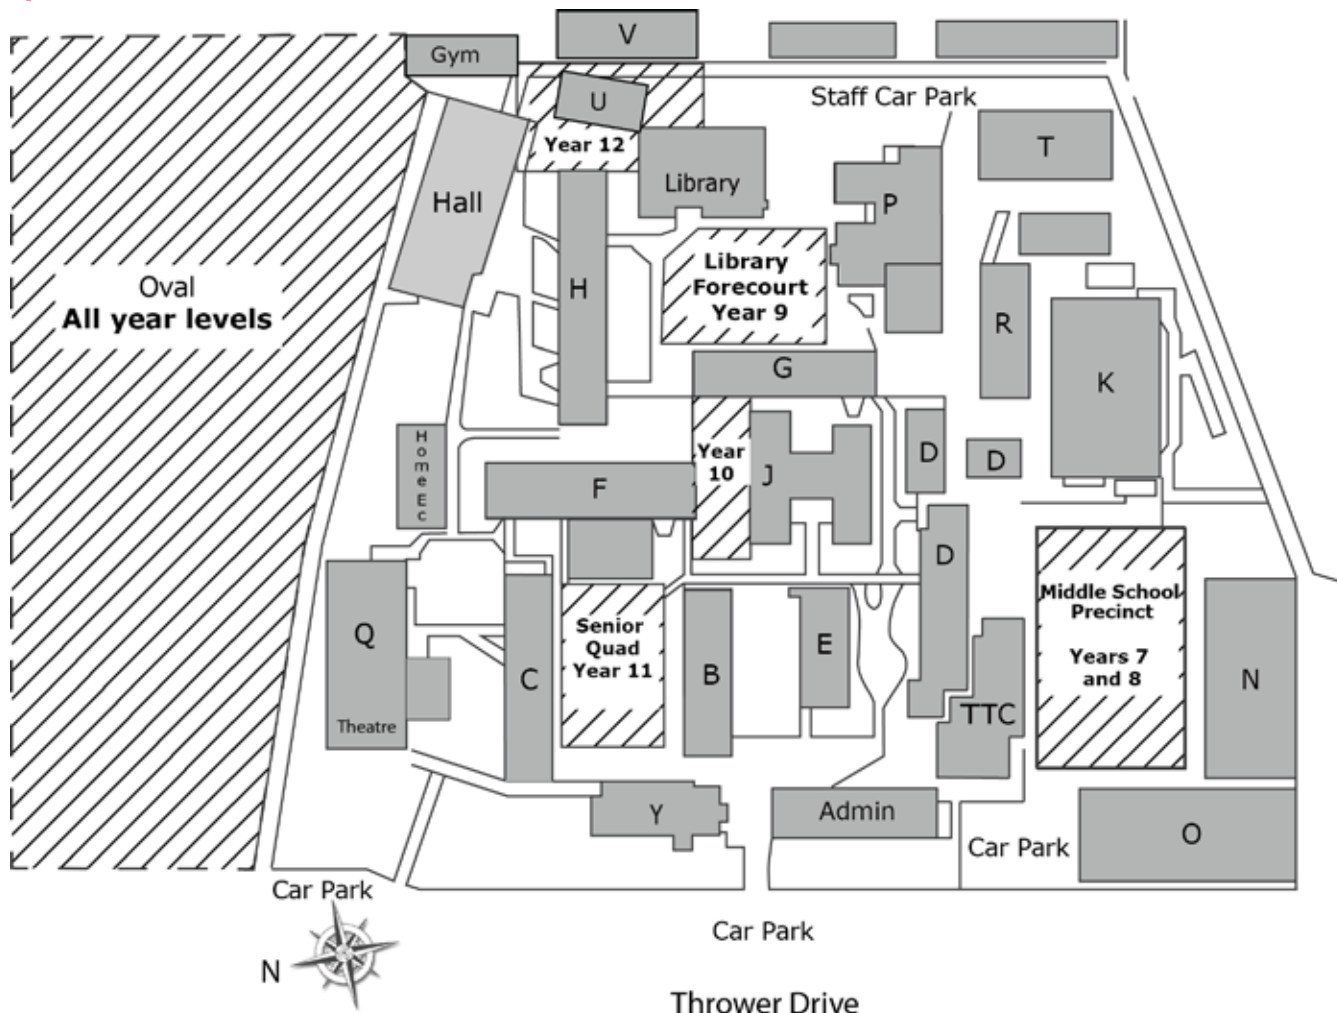 V
Gym
Staff Car Park
U
T
Year 12
Library
Hall
P
Library
Forecourt
Year 9
Oval
All year levels
H
R
G
K
Home Ec
Year
10
J
D
D
F
D
Middle School
Precinct
Years 7
and 8
Senior
Quad
Year 11
Q
E
C
B
N
TTC
Theatre
Y
Admin
O
Car Park
Car Park
Car Park
N
Thrower Drive